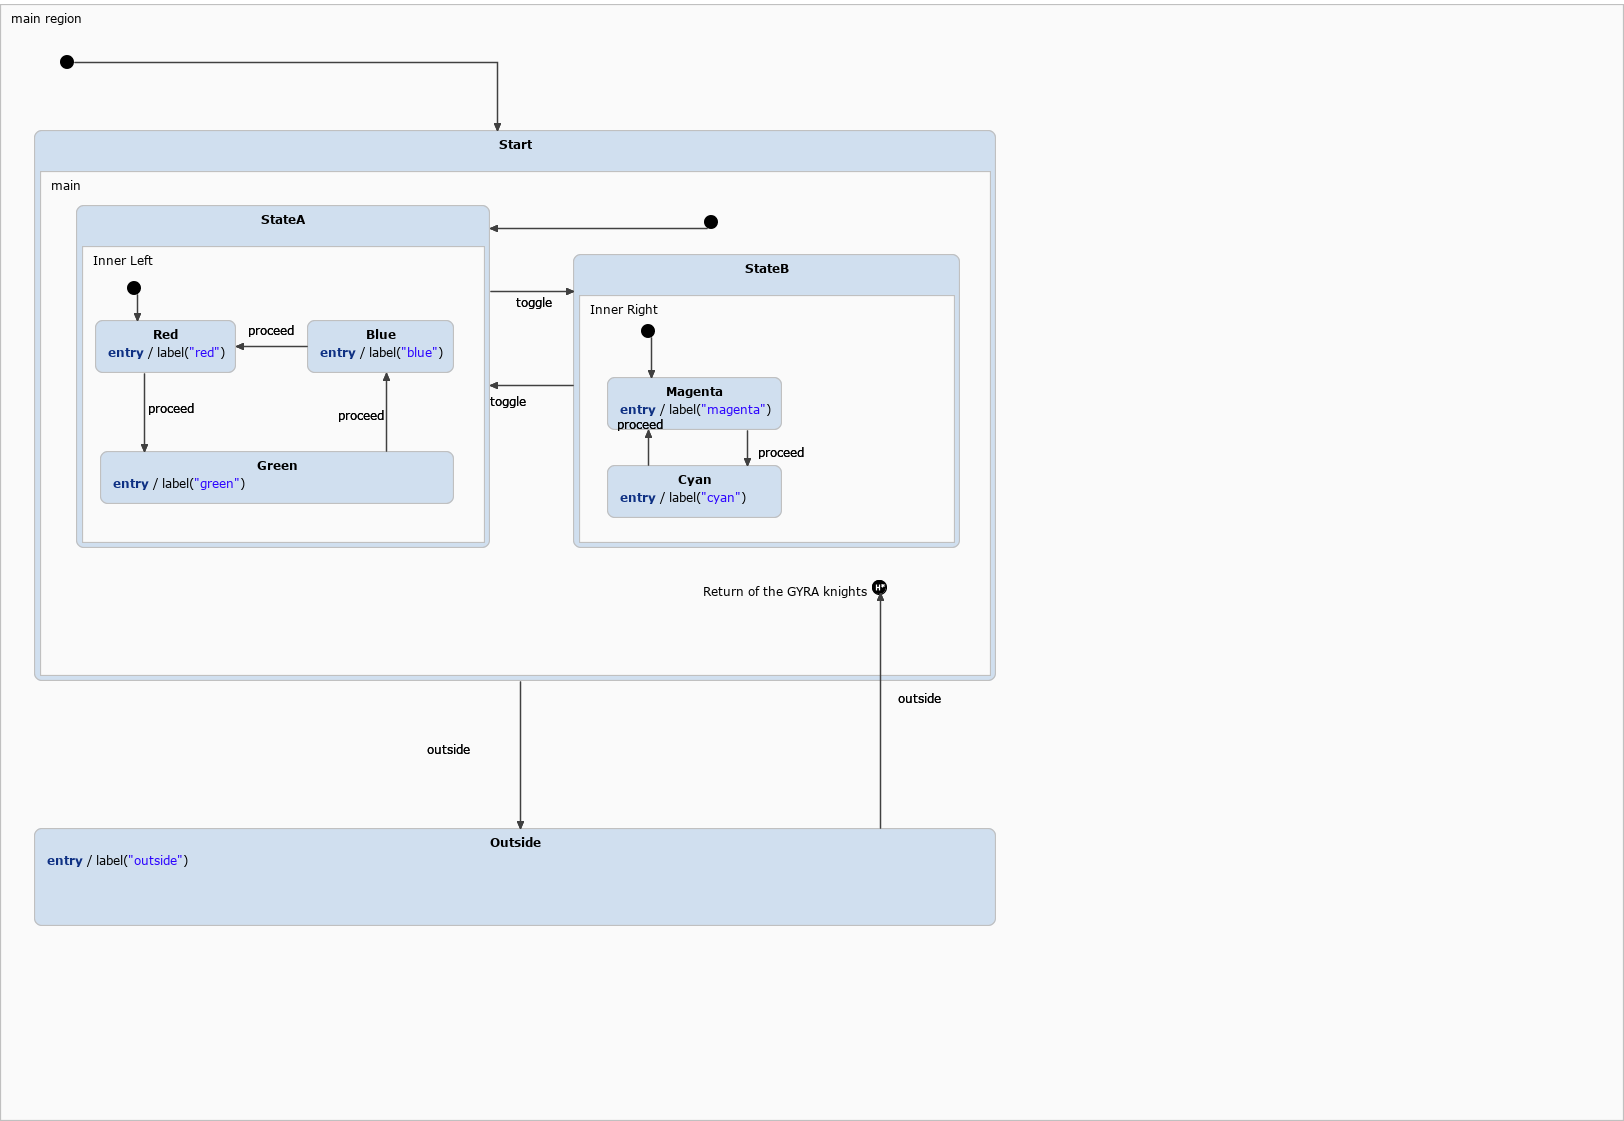 main region
Start
main
StateA
Inner Left
StateB
toggle
Inner Right
Red
entry / label("red")
proceed
Blue
entry / label("blue")
toggle
Magenta
entry / label("magenta")
proceed
proceed
proceed
proceed
Green
entry / label("green")
Cyan
entry / label("cyan")
Return of the GYRA knights
H*
outside
outside
Outside
entry / label("outside")